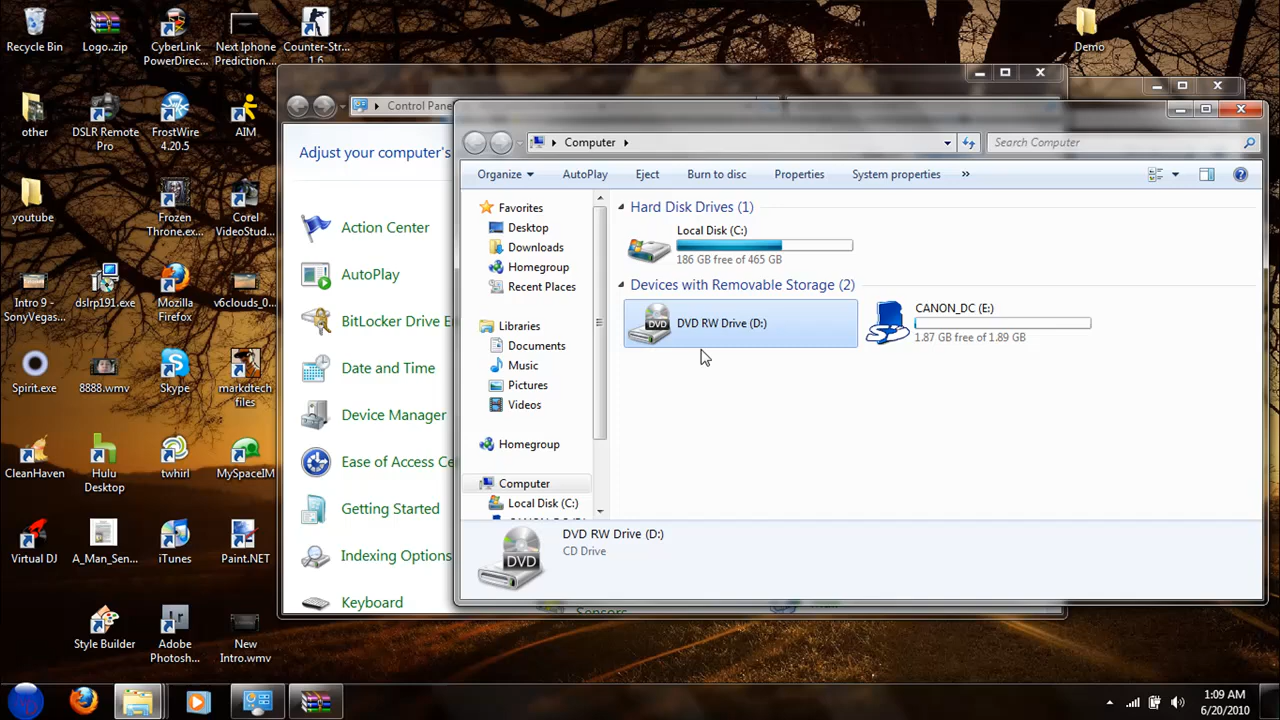 Recycle Bin
Logo..zip
CyberLink
PowerDirec...
Next Iphone
Prediction...
Counter-Str...
1.6
Demo
other
DSLR Remote
Pro
FrostWire
4.20.5
AIM
youtube
Frozen
Throne.ex...
Corel
VideoStud...
Intro 9 -
SonyVegas...
dslrp191.exe
Mozilla
Firefox
v6clouds_0...
Spirit.exe
8888.wmv
Skype
markdtech
files
CleanHaven
Hulu
Desktop
twhirl
MySpaceIM
Virtual DJ
A_Man_Sen...
iTunes
Paint.NET
Style Builder
Adobe
Photosh...
New
Intro.wmv
Control Pane
Adjust your computer's
Action Center
AutoPlay
BitLocker Drive E
Date and Time
Device Manager
Ease of Access Ce
Getting Started
Indexing Options
Keyboard
Sensors
Computer
Search Computer
Organize
AutoPlay
Eject
Burn to disc
Properties
System properties
»
Favorites
Desktop
Downloads
Homegroup
Recent Places
Libraries
Documents
Music
Pictures
Videos
Homegroup
Computer
Local Disk (C:)
Hard Disk Drives (1)
Local Disk (C:)
186 GB free of 465 GB
Devices with Removable Storage (2)
DVD
DVD RW Drive (D:)
CANON_DC (E:)
1.87 GB free of 1.89 GB
DVD
DVD RW Drive (D:)
CD Drive
1:09 AM
6/20/2010